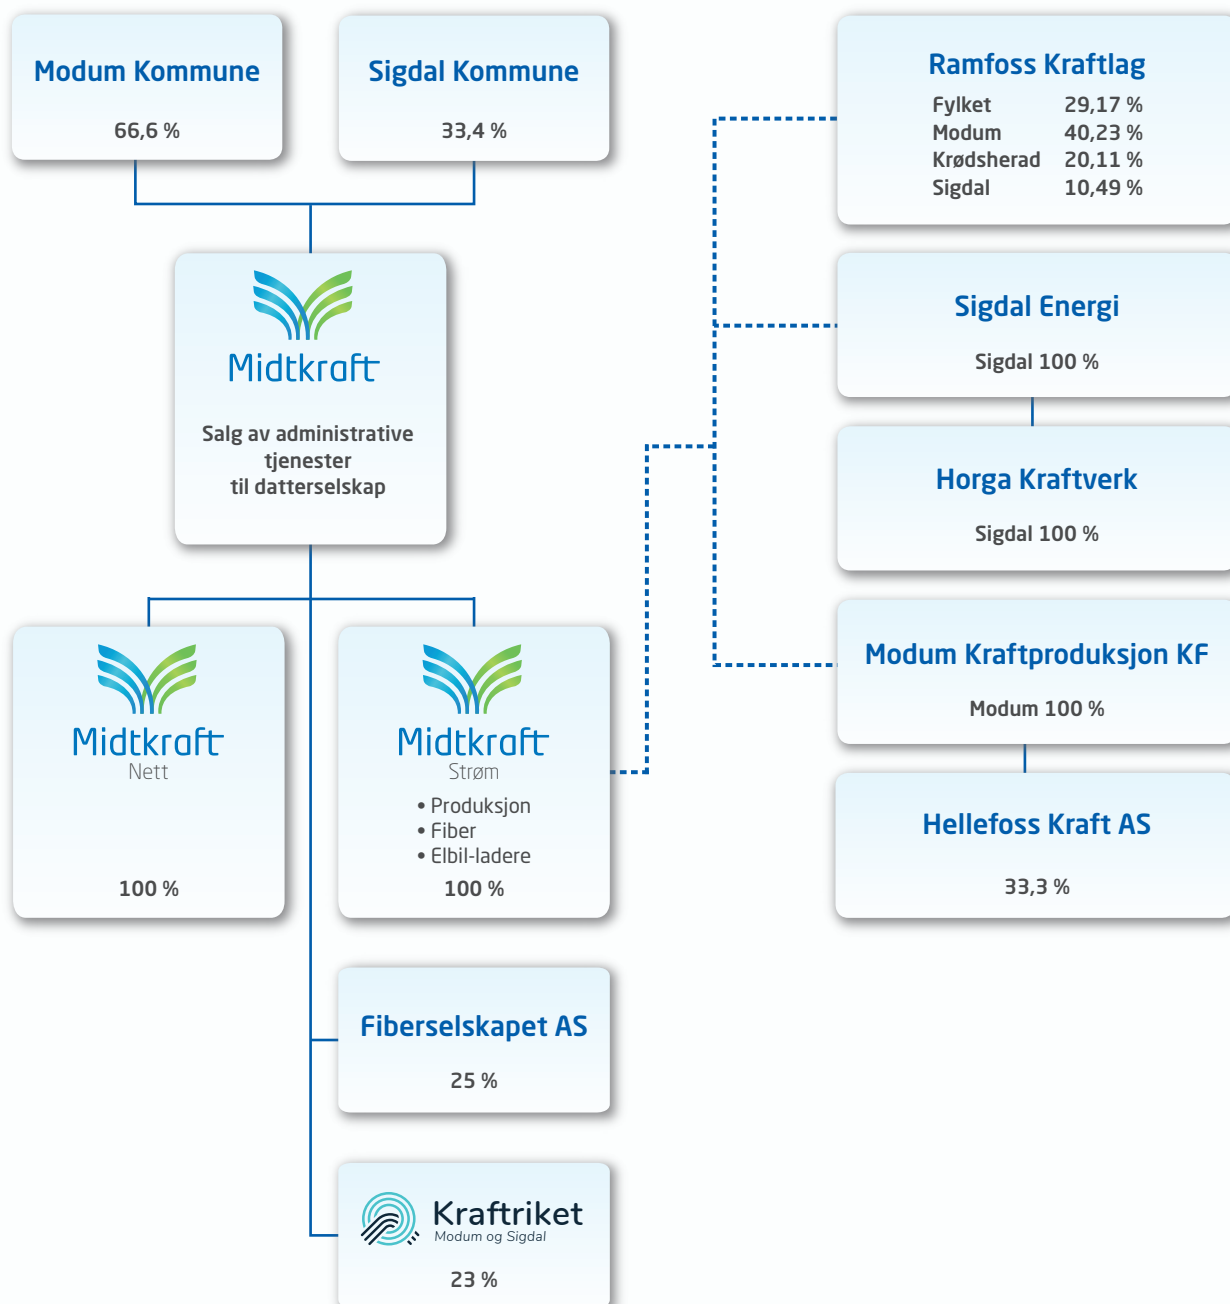 Modum Kommune
66,6 %
Sigdal Kommune
33,4 %
Midtkraft
Salg av administrative
tjenester
til datterselskap
Midtkraft
Nett
100 %
Midtkraft
Strøm
• Produksjon
• Fiber
• Elbil-ladere
100 %
Fiberselskapet AS
25 %
Kraftriket
Modum og Sigdal
23 %
Ramfoss Kraftlag
Fylket 29,17 %
Modum 40,23 %
Krødsherad 20,11 %
Sigdal 10,49 %
Sigdal Energi
Sigdal 100 %
Horga Kraftverk
Sigdal 100 %
Modum Kraftproduksjon KF
Modum 100 %
Hellefoss Kraft AS
33,3 %